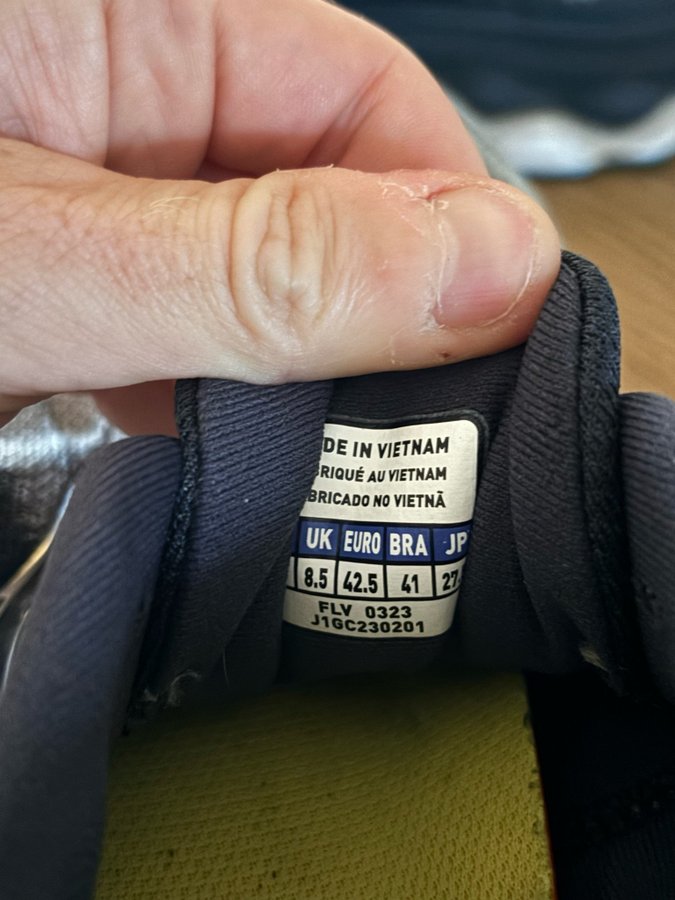 DE IN VIETNAM
RIQUÉ AU VIETNAM
BRICADO NO VIETNÃ
UK EURO BRA JP
8.5 42.5 41 27
FLV 0323
J1GC230201